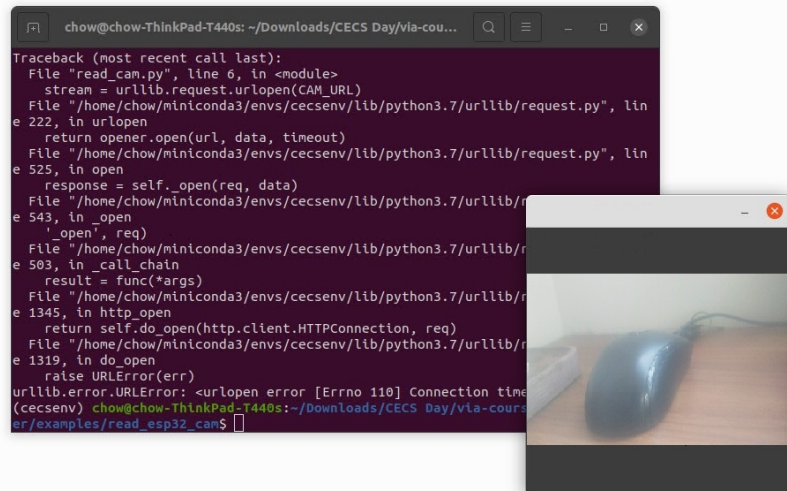 chow@chow-ThinkPad-T440s: ~/Downloads/CECS Day/via-cou...
Traceback (most recent call last):
  File "read_cam.py", line 6, in <module>
    stream = urllib.request.urlopen(CAM_URL)
  File "/home/chow/miniconda3/envs/cecsenv/lib/python3.7/urllib/request.py", lin
e 222, in urlopen
    return opener.open(url, data, timeout)
  File "/home/chow/miniconda3/envs/cecsenv/lib/python3.7/urllib/request.py", lin
e 525, in open
    response = self._open(req, data)
  File "/home/chow/miniconda3/envs/cecsenv/lib/python3.7/urllib/r
e 543, in _open
    '_open', req)
  File "/home/chow/miniconda3/envs/cecsenv/lib/python3.7/urllib/r
e 503, in _call_chain
    result = func(*args)
  File "/home/chow/miniconda3/envs/cecsenv/lib/python3.7/urllib/r
e 1345, in http_open
    return self.do_open(http.client.HTTPConnection, req)
  File "/home/chow/miniconda3/envs/cecsenv/lib/python3.7/urllib/r
e 1319, in do_open
    raise URLError(err)
urllib.error.URLError: <urlopen error [Errno 110] Connection time
(cecsenv) chow@chow-ThinkPad-T440s:~/Downloads/CECS Day/via-cours
er/examples/read_esp32_cam$